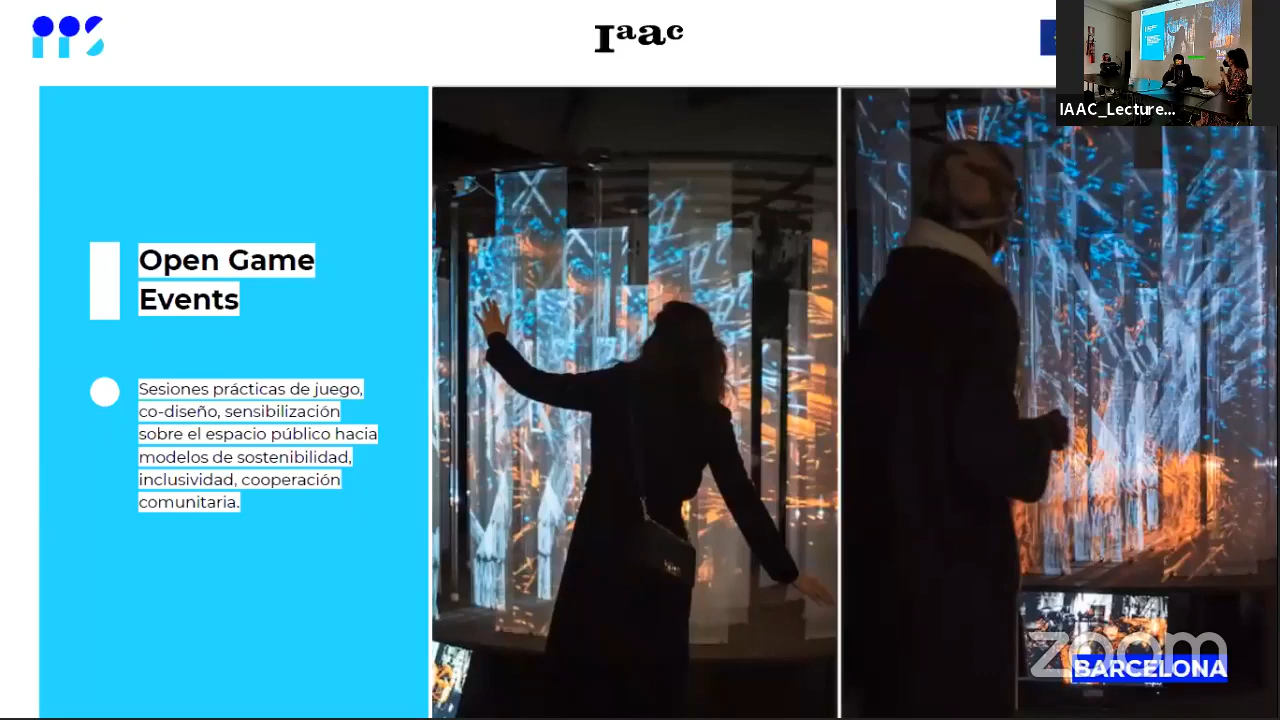 IPS
Iaac
IAAC_Lecture...
Open Game
Events
Sesiones prácticas de juego,
co-diseño, sensibilización
sobre el espacio público hacia
modelos de sostenibilidad,
inclusividad, cooperación
comunitaria.
zoom
BARCELONA